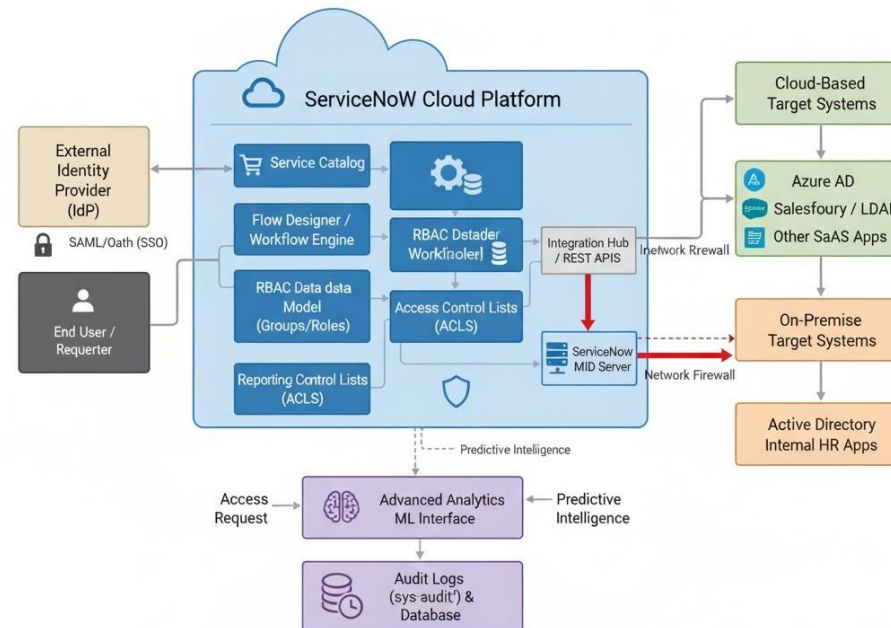 ServiceNoW Cloud Platform
External
Identity
Provider
(IdP)
SAML/Oath (SSO)
End User /
Requrter
Service Catalog
Flow Designer /
Workflow Engine
RBAC Data data
Model
(Groups/Roles)
Reporting Control Lists
(ACLS)
RBAC Dstader
Access Control Lists
(ACLS)
Integration Hub
/ REST APIS
ServiceNow
MID Server
Inetwork Rrewall
Network Firewall
Cloud-Based
Target Systems
Azure AD
Salesfoury / LDAP
Other SaaS Apps
On-Premise
Target Systems
Active Directory
Internal HR Apps
Predictive Intelligence
Access
Request
Advanced Analytics
ML Interface
Predictive
Intelligence
Audit Logs
(sys-audit') &
Database